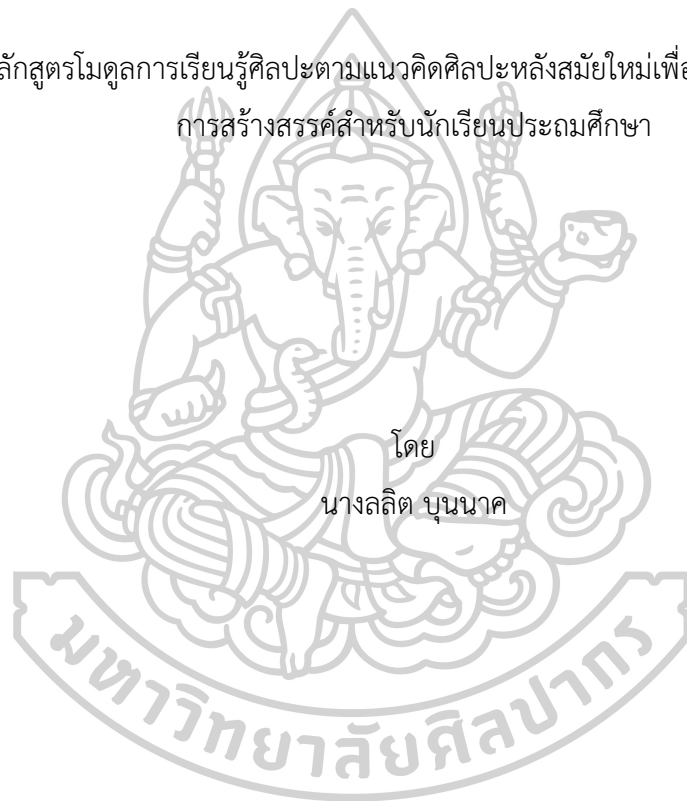 ลักสูตรโมดูลการเรียนรู้ศิลปะตามแนวคิดศิลปะหลังสมัยใหม่เพื่อ
การสร้างสรรค์สำหรับนักเรียนประถมศึกษา
โดย
นางลลิต บุนนาค
มหาวิทยาลัยศิลปากร